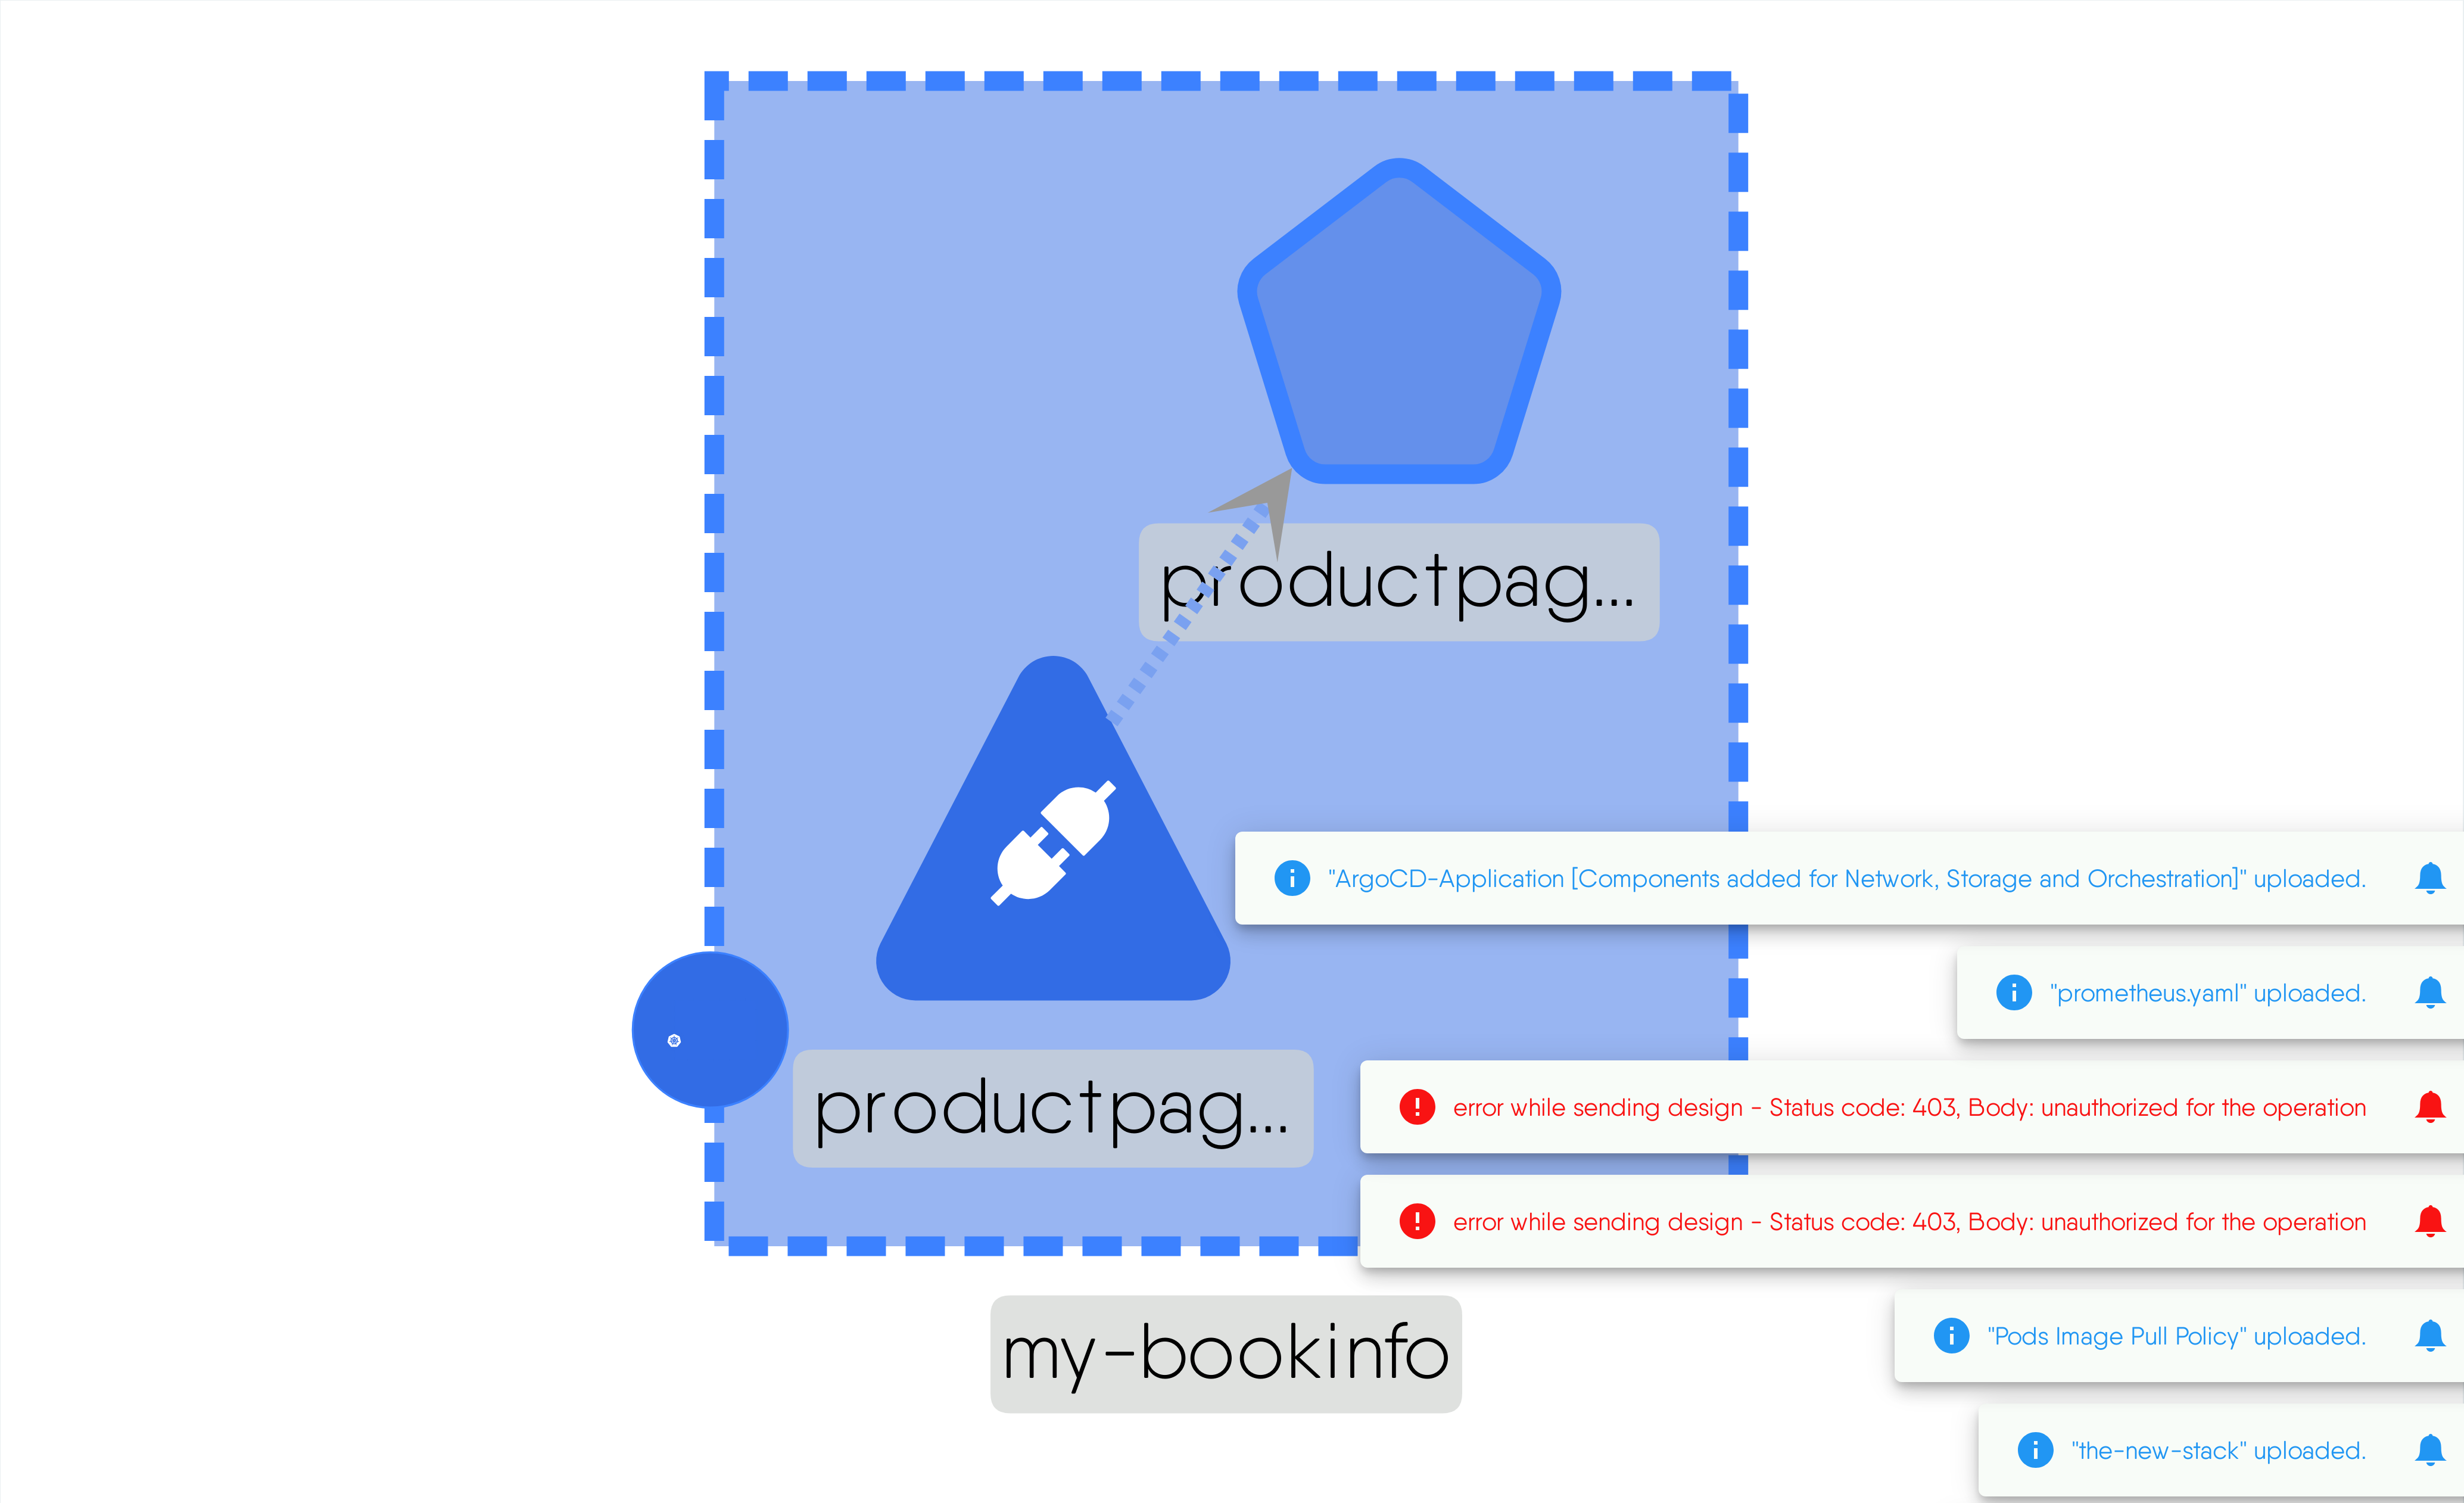 productpag...
"ArgoCD-Application [Components added for Network, Storage and Orchestration]" uploaded.
"prometheus.yaml" uploaded.
productpag...
error while sending design - Status code: 403, Body: unauthorized for the operation
error while sending design - Status code: 403, Body: unauthorized for the operation
my-bookinfo
"Pods Image Pull Policy" uploaded.
"the-new-stack" uploaded.